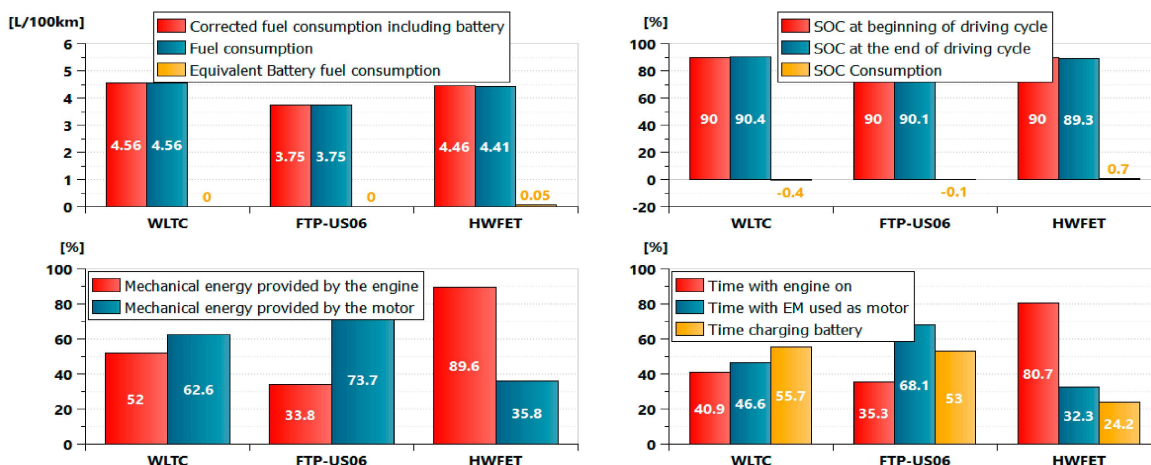 [L/100km]
Corrected fuel consumption including battery
Fuel consumption
Equivalent Battery fuel consumption
6
5
4
3
2
1
0
4.56 4.56 0
3.75 3.75 0
4.46 4.41 0.05
WLTC FTP-US06 HWFET
[%]
SOC at beginning of driving cycle
SOC at the end of driving cycle
SOC Consumption
100
80
60
40
20
0
-20
90 90.4 -0.4
90 90.1 -0.1
90 89.3 0.7
WLTC FTP-US06 HWFET
[%]
Mechanical energy provided by the engine
Mechanical energy provided by the motor
100
80
60
40
20
0
52 62.6
33.8 73.7
89.6 35.8
WLTC FTP-US06 HWFET
[%]
Time with engine on
Time with EM used as motor
Time charging battery
100
80
60
40
20
0
40.9 46.6 55.7
35.3 68.1 53
80.7 32.3 24.2
WLTC FTP-US06 HWFET